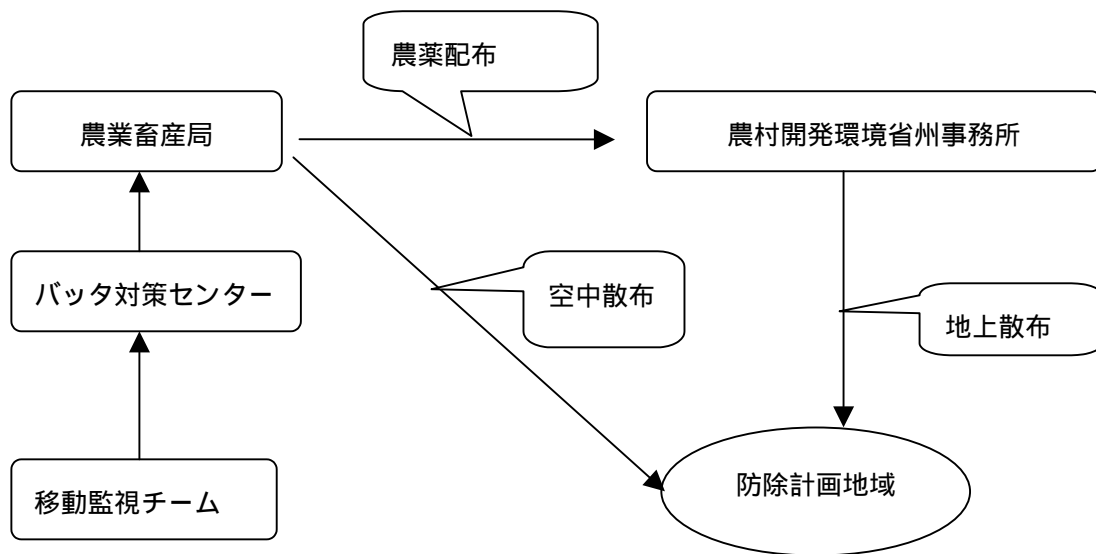 農薬配布
農業畜産局
農村開発環境省州事務所
バッタ対策センター
空中散布
地上散布
移動監視チーム
防除計画地域